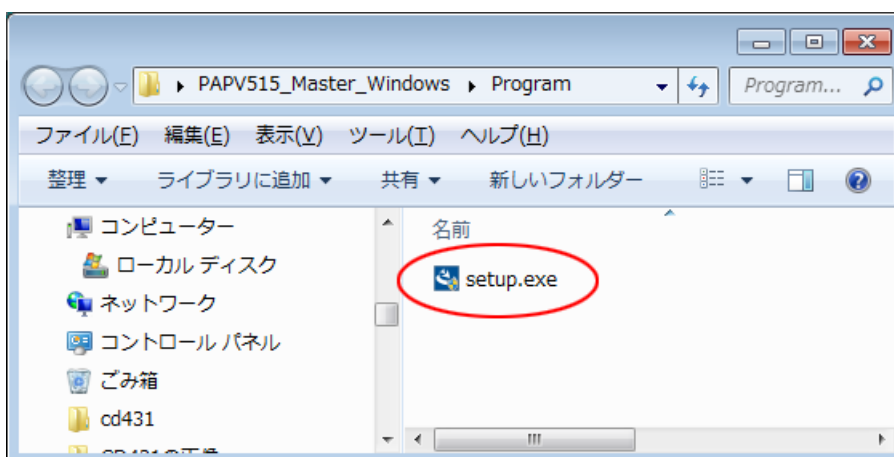 PAPV515_Master_Windows Program
Program...
ファイル(F) 編集(E) 表示(V) ツール(T) ヘルプ(H)
整理 ライブラリに追加 共有 新しいフォルダー
コンピューター
ローカル ディスク
ネットワーク
コントロール パネル
ごみ箱
cd431
名前
setup.exe